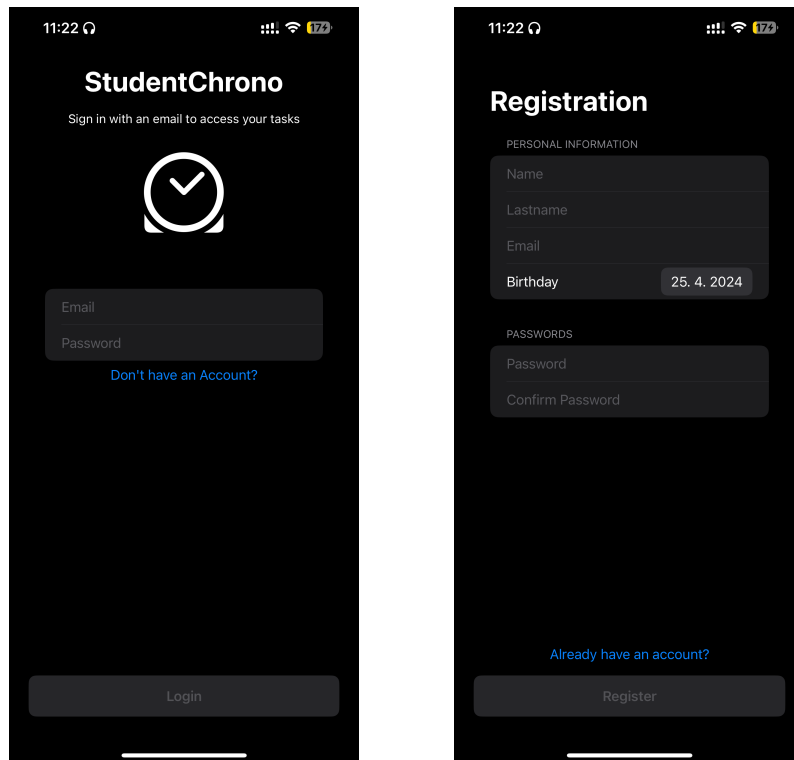 11:22
17
StudentChrono
Sign in with an email to access your tasks
Email
Password
Don't have an Account?
Login
11:22
17
Registration
PERSONAL INFORMATION
Name
Lastname
Email
Birthday 25. 4. 2024
PASSWORDS
Password
Confirm Password
Already have an account?
Register